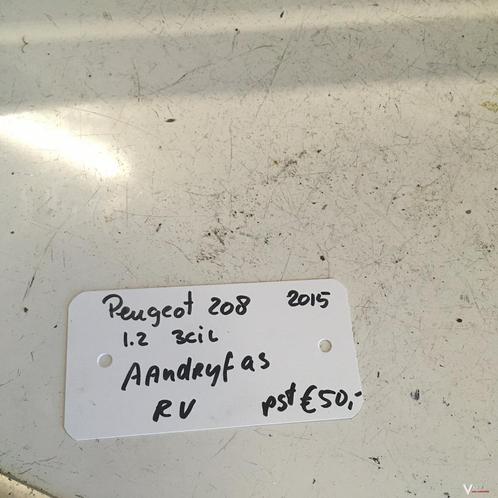 Peugeot 208 2015
1.2 3cil
AAndryfas
RV pst €50,-